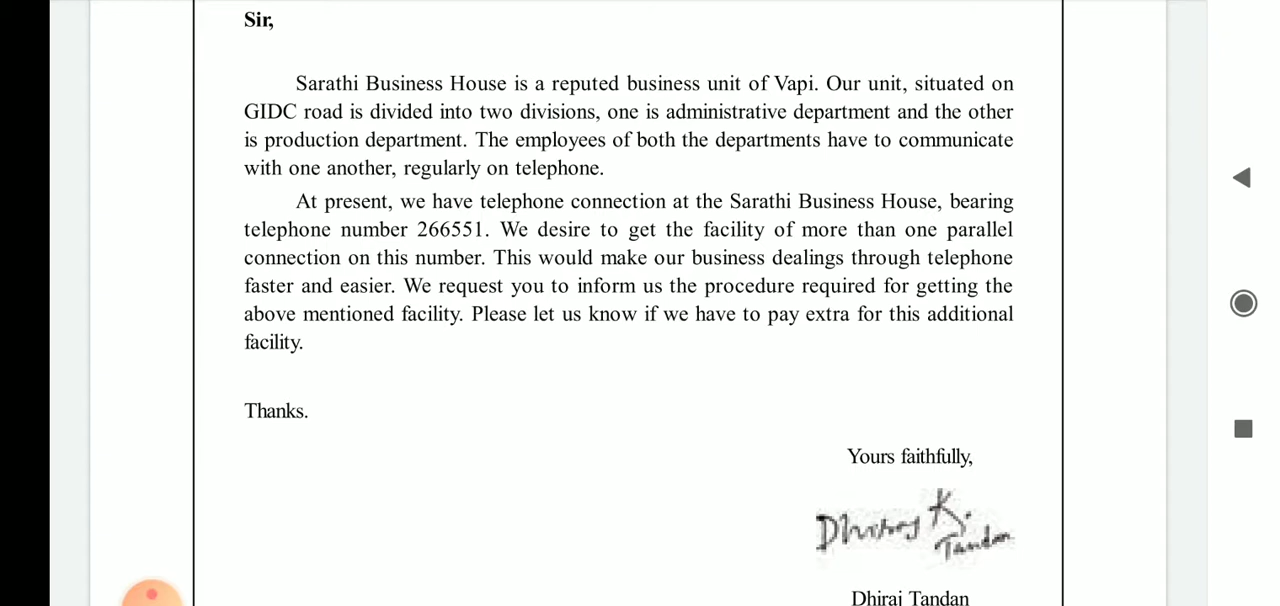 Sir,
Sarathi Business House is a reputed business unit of Vapi. Our unit, situated on
GIDC road is divided into two divisions, one is administrative department and the other
is production department. The employees of both the departments have to communicate
with one another, regularly on telephone.
At present, we have telephone connection at the Sarathi Business House, bearing
telephone number 266551. We desire to get the facility of more than one parallel
connection on this number. This would make our business dealings through telephone
faster and easier. We request you to inform us the procedure required for getting the
above mentioned facility. Please let us know if we have to pay extra for this additional
facility.
Thanks.
Yours faithfully,
Dhiraj K.
Tandan
Dhiraj Tandan